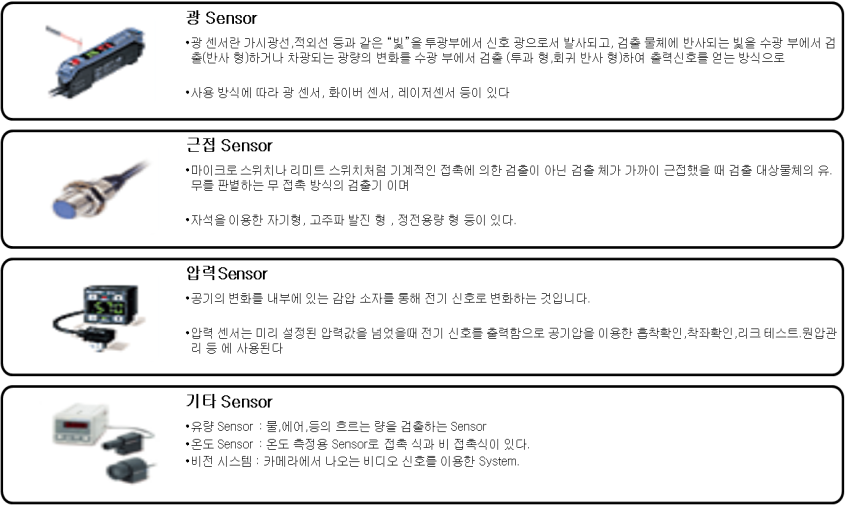 광 Sensor
•광 센서란 가시광선,적외선 등과 같은 "빛"을 투광부에서 신호 광으로서 발사되고, 검출 물체에 반사되는 빛을 수광 부에서 검
출(반사 형)하거나 차광되는 광량의 변화를 수광 부에서 검출 (투과 형,회귀 반사 형)하여 출력신호를 얻는 방식으로
•사용 방식에 따라 광 센서, 화이버 센서, 레이저센서 등이 있다
근접 Sensor
•마이크로 스위치나 리미트 스위치처럼 기계적인 접촉에 의한 검출이 아닌 검출 체가 가까이 근접했을 때 검출 대상물체의 유.
무를 판별하는 무 접촉 방식의 검출기 이며
•자석을 이용한 자기형, 고주파 발진 형 , 정전용량 형 등이 있다.
압력Sensor
•공기의 변화를 내부에 있는 감압 소자를 통해 전기 신호로 변화하는 것입니다.
•압력 센서는 미리 설정된 압력값을 넘었을때 전기 신호를 출력함으로 공기압을 이용한 흡착확인,착좌확인,리크 테스트.원압관
리 등 에 사용된다
기타 Sensor
•유량 Sensor : 물,에어,등의 흐르는 량을 검출하는 Sensor
•온도 Sensor : 온도 측정용 Sensor로 접촉 식과 비 접촉식이 있다.
•비전 시스템 : 카메라에서 나오는 비디오 신호를 이용한 System.